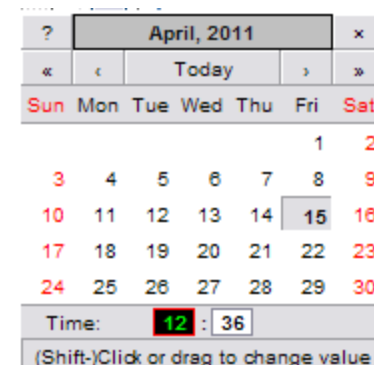 ? April, 2011 ×
« ‹ Today › »
Sun Mon Tue Wed Thu Fri Sat
1 2
3 4 5 6 7 8 9
10 11 12 13 14 15 16
17 18 19 20 21 22 23
24 25 26 27 28 29 30
Time: 12 : 36
(Shift-)Click or drag to change value